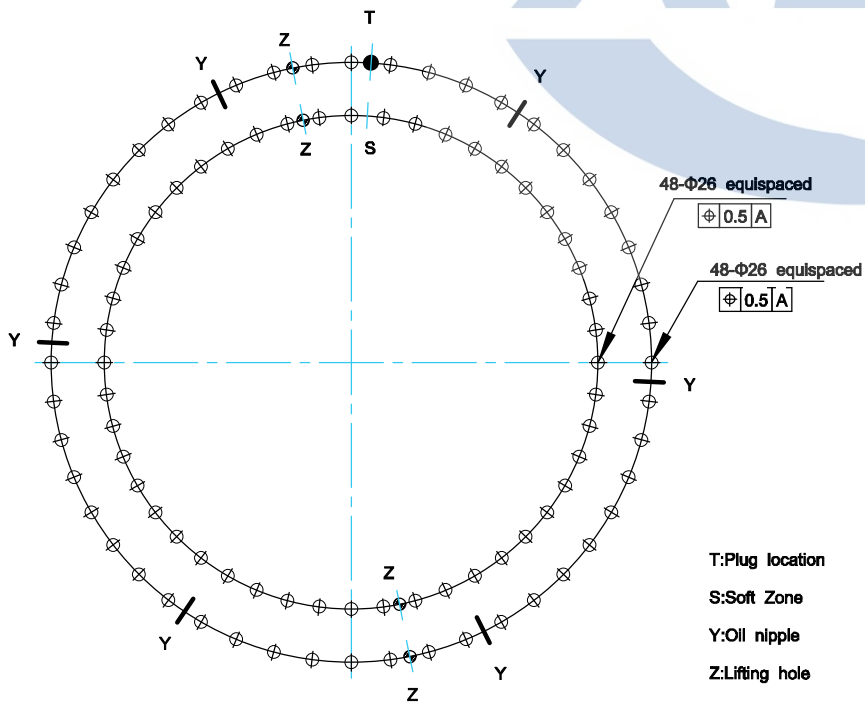 T
Z
Y
Y
Z
S
48-Φ26 equispaced
⌖ 0.5 A
48-Φ26 equispaced
⌖ 0.5 A
Y
Y
Z
Y
Y
Z
T:Plug location
S:Soft Zone
Y:Oil nipple
Z:Lifting hole